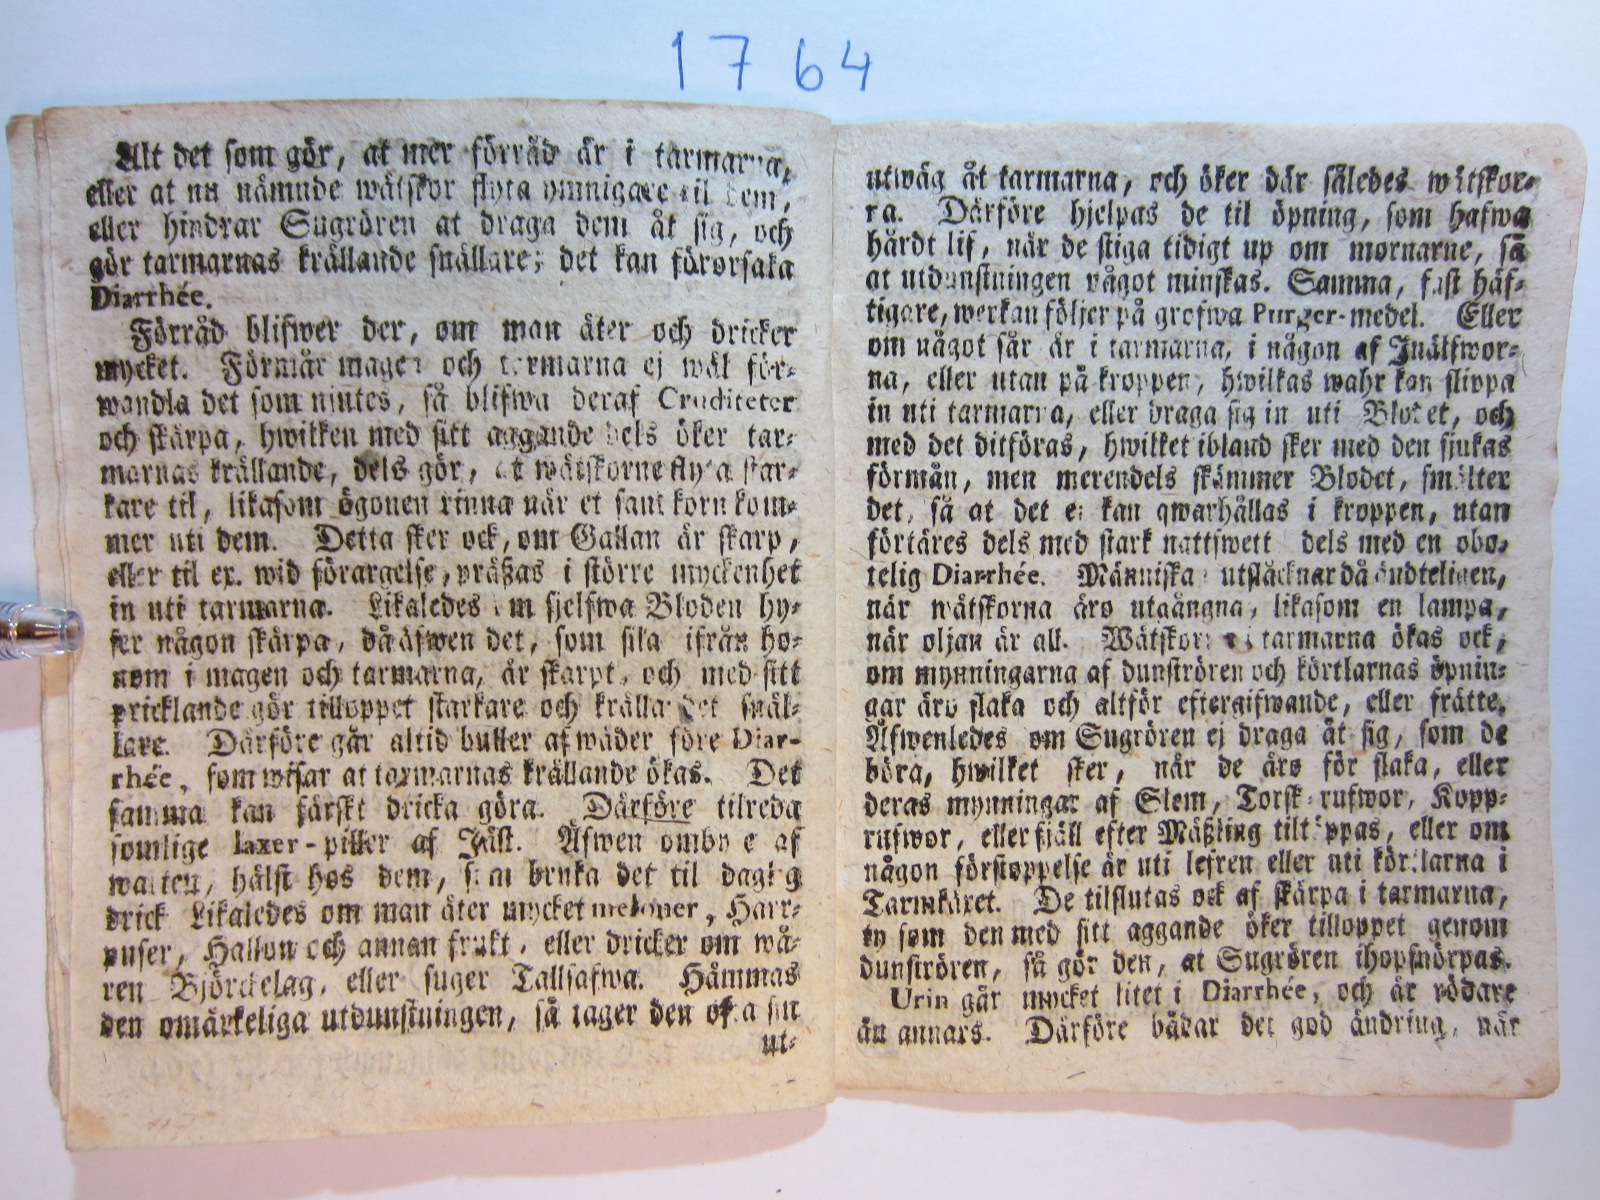 1764
Alt det som gör, at mer förråd är i tarmarna,
eller at nu nämnde wätskor flyta ymnigare til dem,
eller hindrar Sugrören at draga dem åt sig, och
gör tarmarnas krällande snällare; det kan förorsaka
Diarrhée.
Förråd blifwer der, om man äter och dricker
mycket. Förmår magen och tarmarna ej wäl för-
wandla det som niutes, så blifwa deraf Cruditeter
och skärpa, hwilken med sitt aggande dels öker tar-
marnas krällande, dels gör, at wätskorne flyta star-
kare til, likasom ögonen rinna när et sant korn kom-
mer uti dem. Detta sker ock, om Gallan är skarp,
eller til ex. wid förargelse, präßas i större myckenhet
in uti tarmarna. Likaledes om sjelfwa Bloden hy-
ser någon skärpa, då äfwen det, som sila ifrån ho-
nom i magen och tarmarna, är skarpt, och med sitt
pricklande gör tilloppet starkare och krällandet snäl-
lare. Därföre går altid buller af wäder före Diar-
rhée, som wisar at tarmarnas krällande ökas. Det
samma kan färskt dricka göra. Därföre tilreda
somlige laxer-piller af Jäst. Äfwen ombyte af
watten, hälst hos dem, som bruka det til dagligt
drick Likaledes om man äter mycket meloner, Harr-
puser, Hallon och annan frukt, eller dricker om wå-
ren Björckelag, eller suger Tallsafwa. Hämmas
den omärkeliga utdunstningen, så tager den ofta sin
ut-
utwäg åt tarmarna, och öker där således wätskor-
ra. Därföre hjelpas de til öpning, som hafwa
hårdt lif, när de stiga tidigt up om mornarne, så
at utdunstningen något minskas. Samma, fast häf-
tigare, werkan följer på grofwa Purger-medel. Eller
om något sår är i tarmarna, i någon af Inälfwor-
na, eller utan på kroppen, hwilkas wahr kan slippa
in uti tarmarna, eller draga sig in uti Blodet, och
med det ditföras, hwilket ibland sker med den sjukas
förmån, men merendels skämmer Blodet, smälter
det, så at det ei kan qwarhållas i kroppen, utan
förtäres dels med stark nattswett dels med en obo-
telig Diarrhée. Människan utslåcknar då ändteligen,
när wätskorna äro utgångna, likasom en lampa,
när oljan är all. Wätskor i tarmarna ökas ock,
om mynningarna af dunströren och körtlarnas öpnin-
gar äro slaka och altför eftergifwande, eller frätte.
Äfwenledes om Sugrören ej draga åt sig, som de
böra, hwilket sker, när de äro för slaka, eller
deras mynningar af Slem, Torsk-rufwor, Kopp-
rufwor, eller fjäll efter Mäßling tiltäppas, eller om
någon förstoppelse är uti lefren eller uti körtlarna i
Tarmkäxet. De tilslutas ock af skärpa i tarmarna,
ty som den med sitt aggande öker tilloppet genom
dunströren, så gör den, at Sugrören ihopsnörpas.
Urin går mycket litet i Diarrhée, och är rödare
än annars. Därföre bådar det god ändring, när